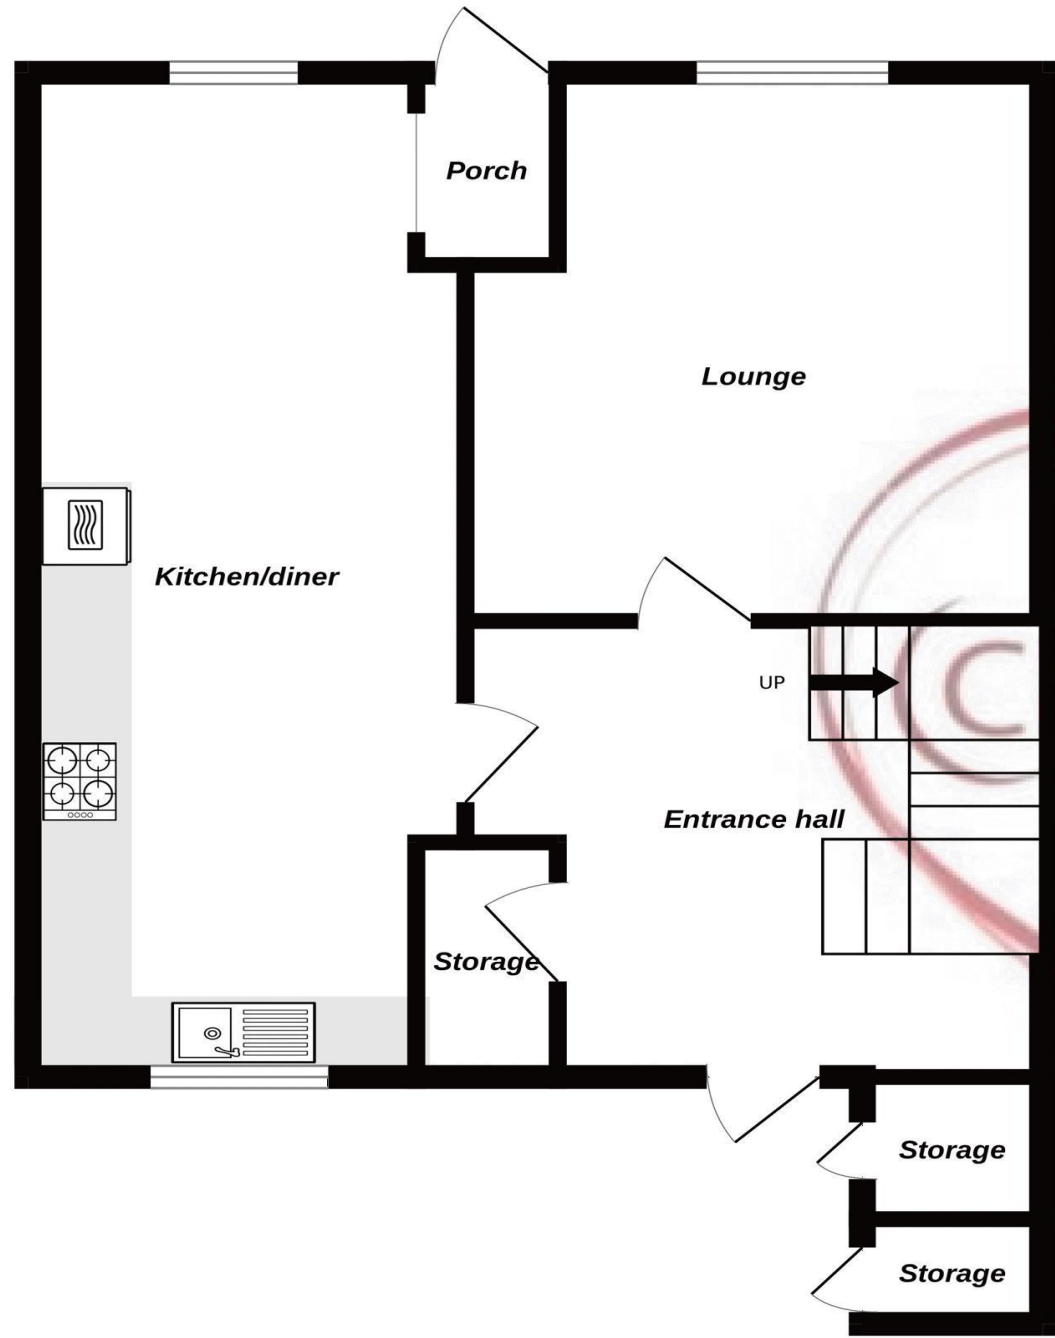 Porch
Lounge
Kitchen/diner
UP
Entrance hall
Storage
Storage
Storage